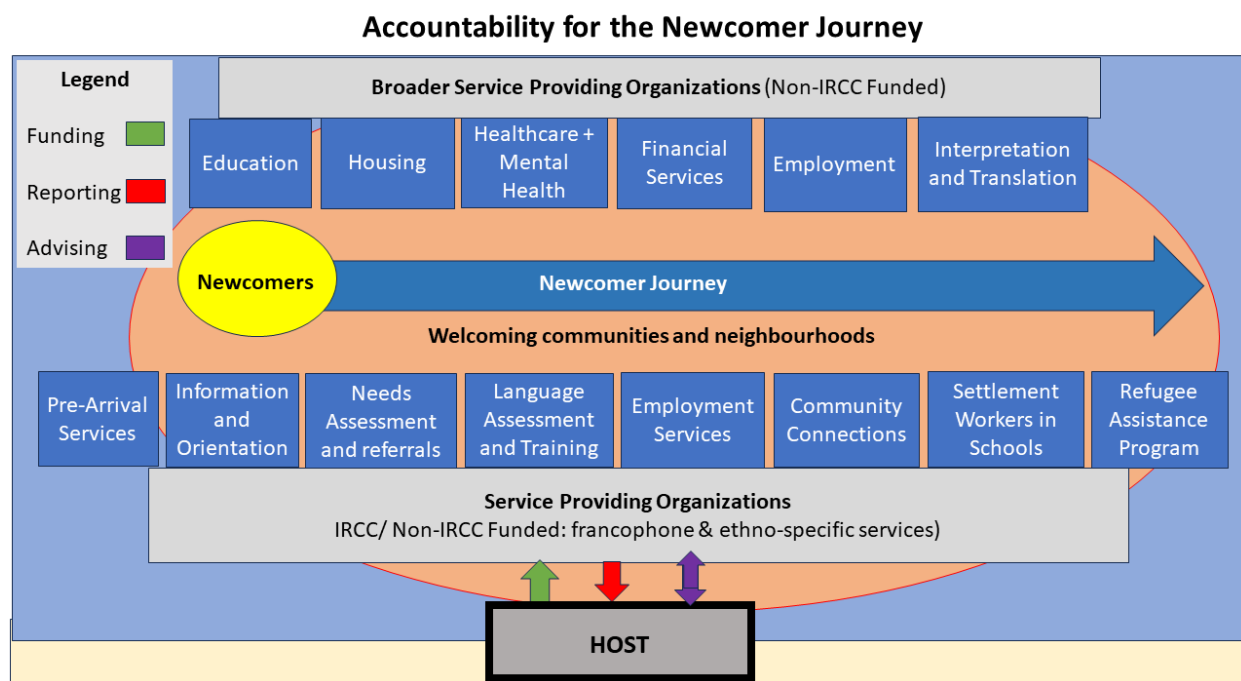 Accountability for the Newcomer Journey
Legend
Funding
Reporting
Advising
Broader Service Providing Organizations (Non-IRCC Funded)
Education
Housing
Healthcare +
Mental
Health
Financial
Services
Employment
Interpretation
and Translation
Newcomers
Newcomer Journey
Welcoming communities and neighbourhoods
Pre-Arrival
Services
Information
and
Orientation
Needs
Assessment
and referrals
Language
Assessment
and Training
Employment
Services
Community
Connections
Settlement
Workers in
Schools
Refugee
Assistance
Program
Service Providing Organizations
IRCC/ Non-IRCC Funded: francophone & ethno-specific services)
HOST